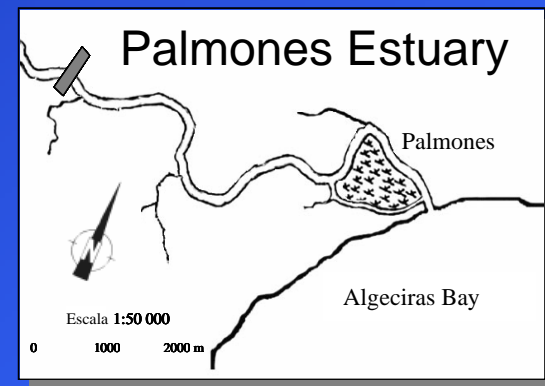 Palmones Estuary
Palmones
N
Algeciras Bay
Escala 1:50 000
0 1000 2000 m